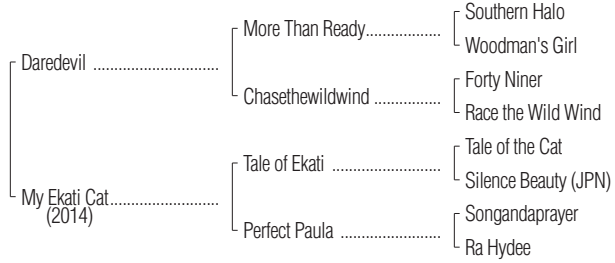 Southern Halo
More Than Ready..................
Woodman's Girl
Daredevil ..............................
Forty Niner
Chasethewildwind ................
Race the Wild Wind
Tale of the Cat
Tale of Ekati ..........................
Silence Beauty (JPN)
My Ekati Cat..........................
(2014)
Songandaprayer
Perfect Paula ........................
Ra Hydee